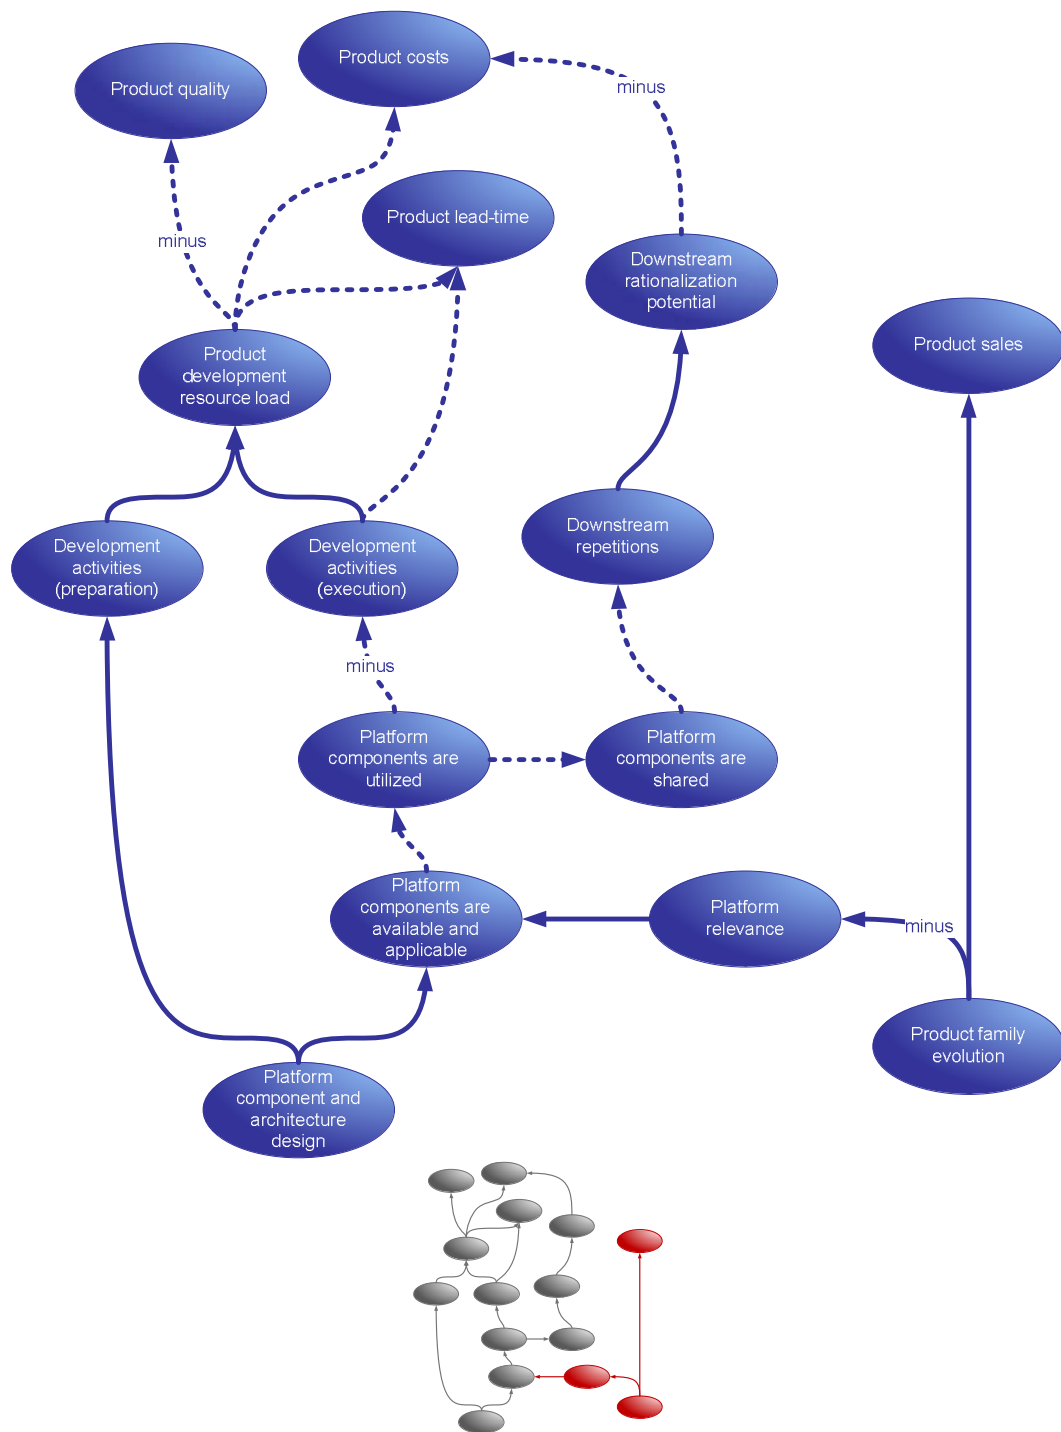 Product costs
Product quality
minus
Product lead-time
minus
Downstream
rationalization
potential
Product sales
Product
development
resource load
Downstream
repetitions
Development
activities
(preparation)
Development
activities
(execution)
minus
Platform
components are
utilized
Platform
components are
shared
Platform
components are
available and
applicable
Platform
relevance
minus
Product family
evolution
Platform
component and
architecture
design